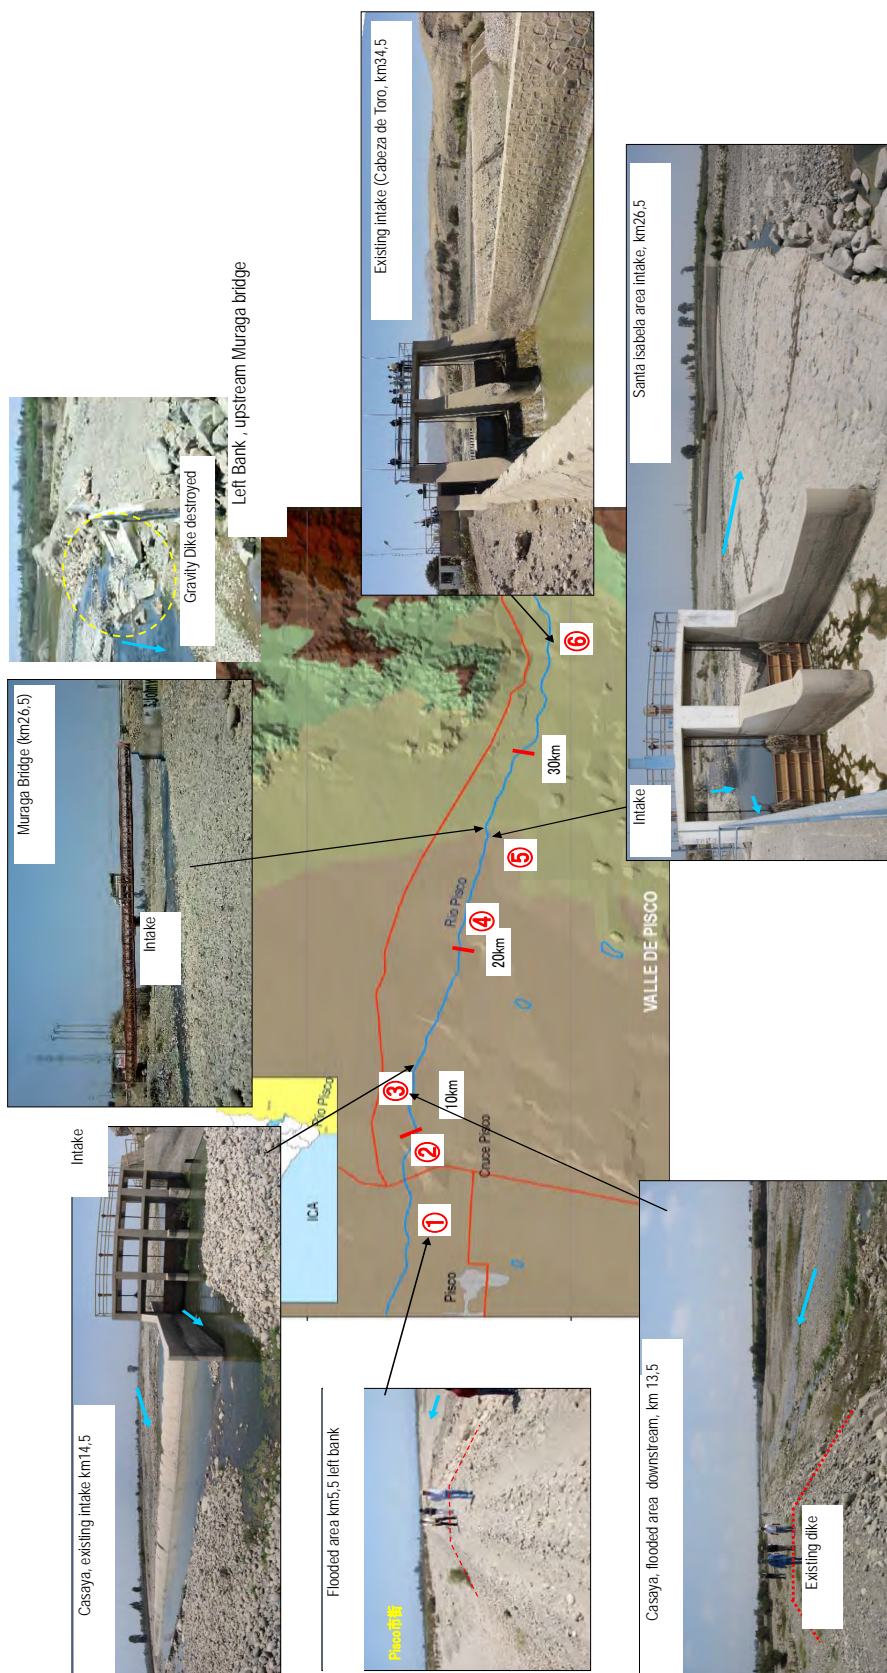 Casaya, existing intake km14,5
Intake
Muraga Bridge (km26,5)
Intake
Gravity Dike destroyed
Left Bank , upstream Muraga bridge
Flooded area km5,5 left bank
Pisco市街
ICA
Río Pisco
Pisco
Cruce Pisco
①
②
③
10km
④
Río Pisco
20km
⑤
30km
⑥
VALLE DE PISCO
Existing intake (Cabeza de Toro, km34,5
Casaya, flooded area downstream, km 13,5
Existing dike
Santa isabela area intake, km26,5
Intake